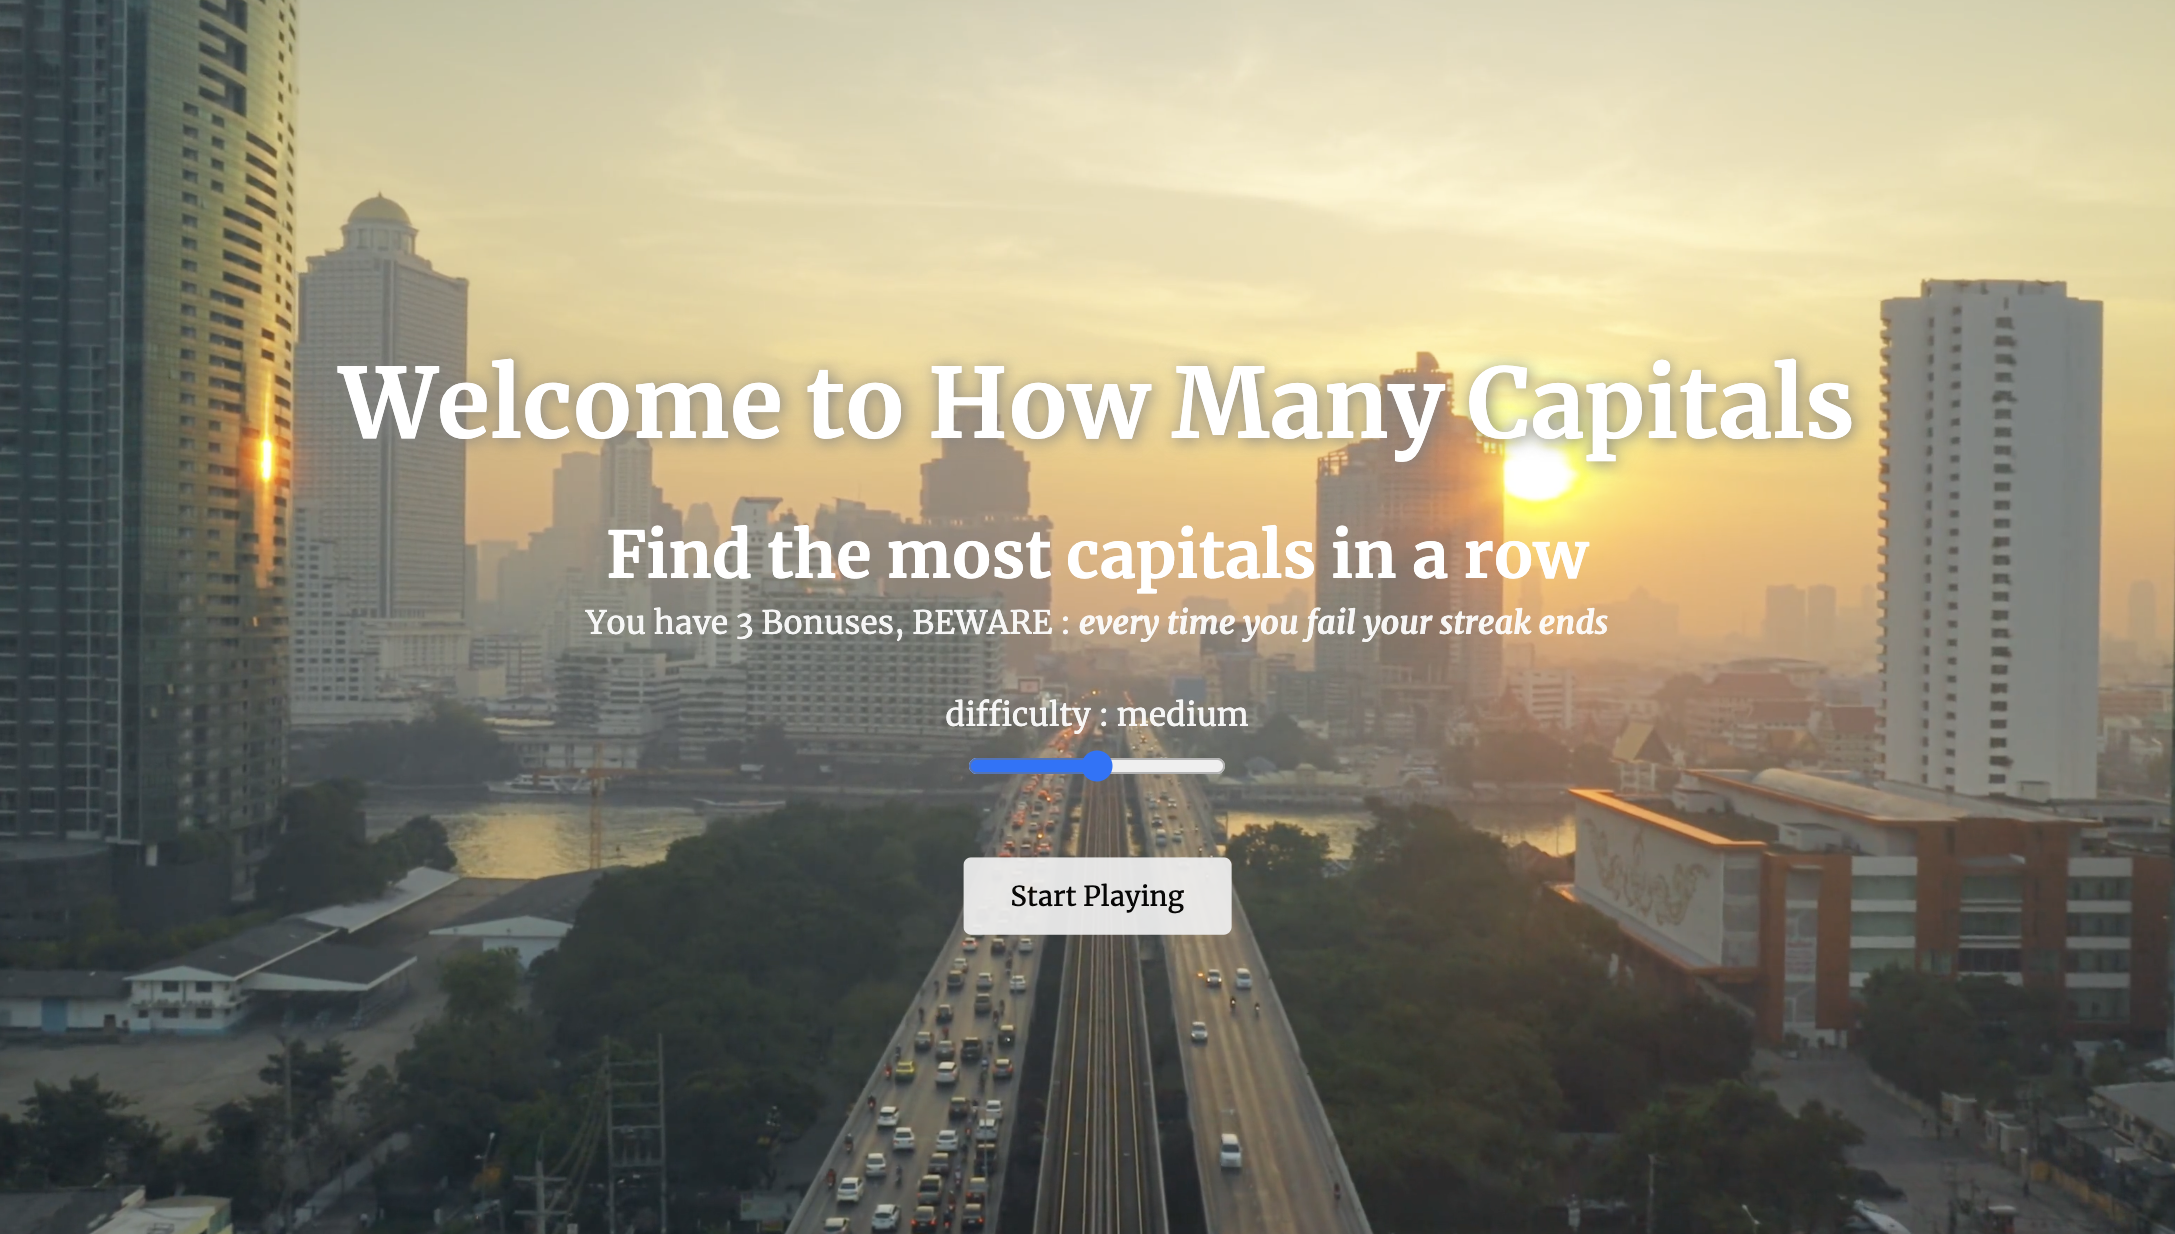 Welcome to How Many Capitals
Find the most capitals in a row
You have 3 Bonuses, BEWARE : every time you fail your streak ends
difficulty : medium
Start Playing